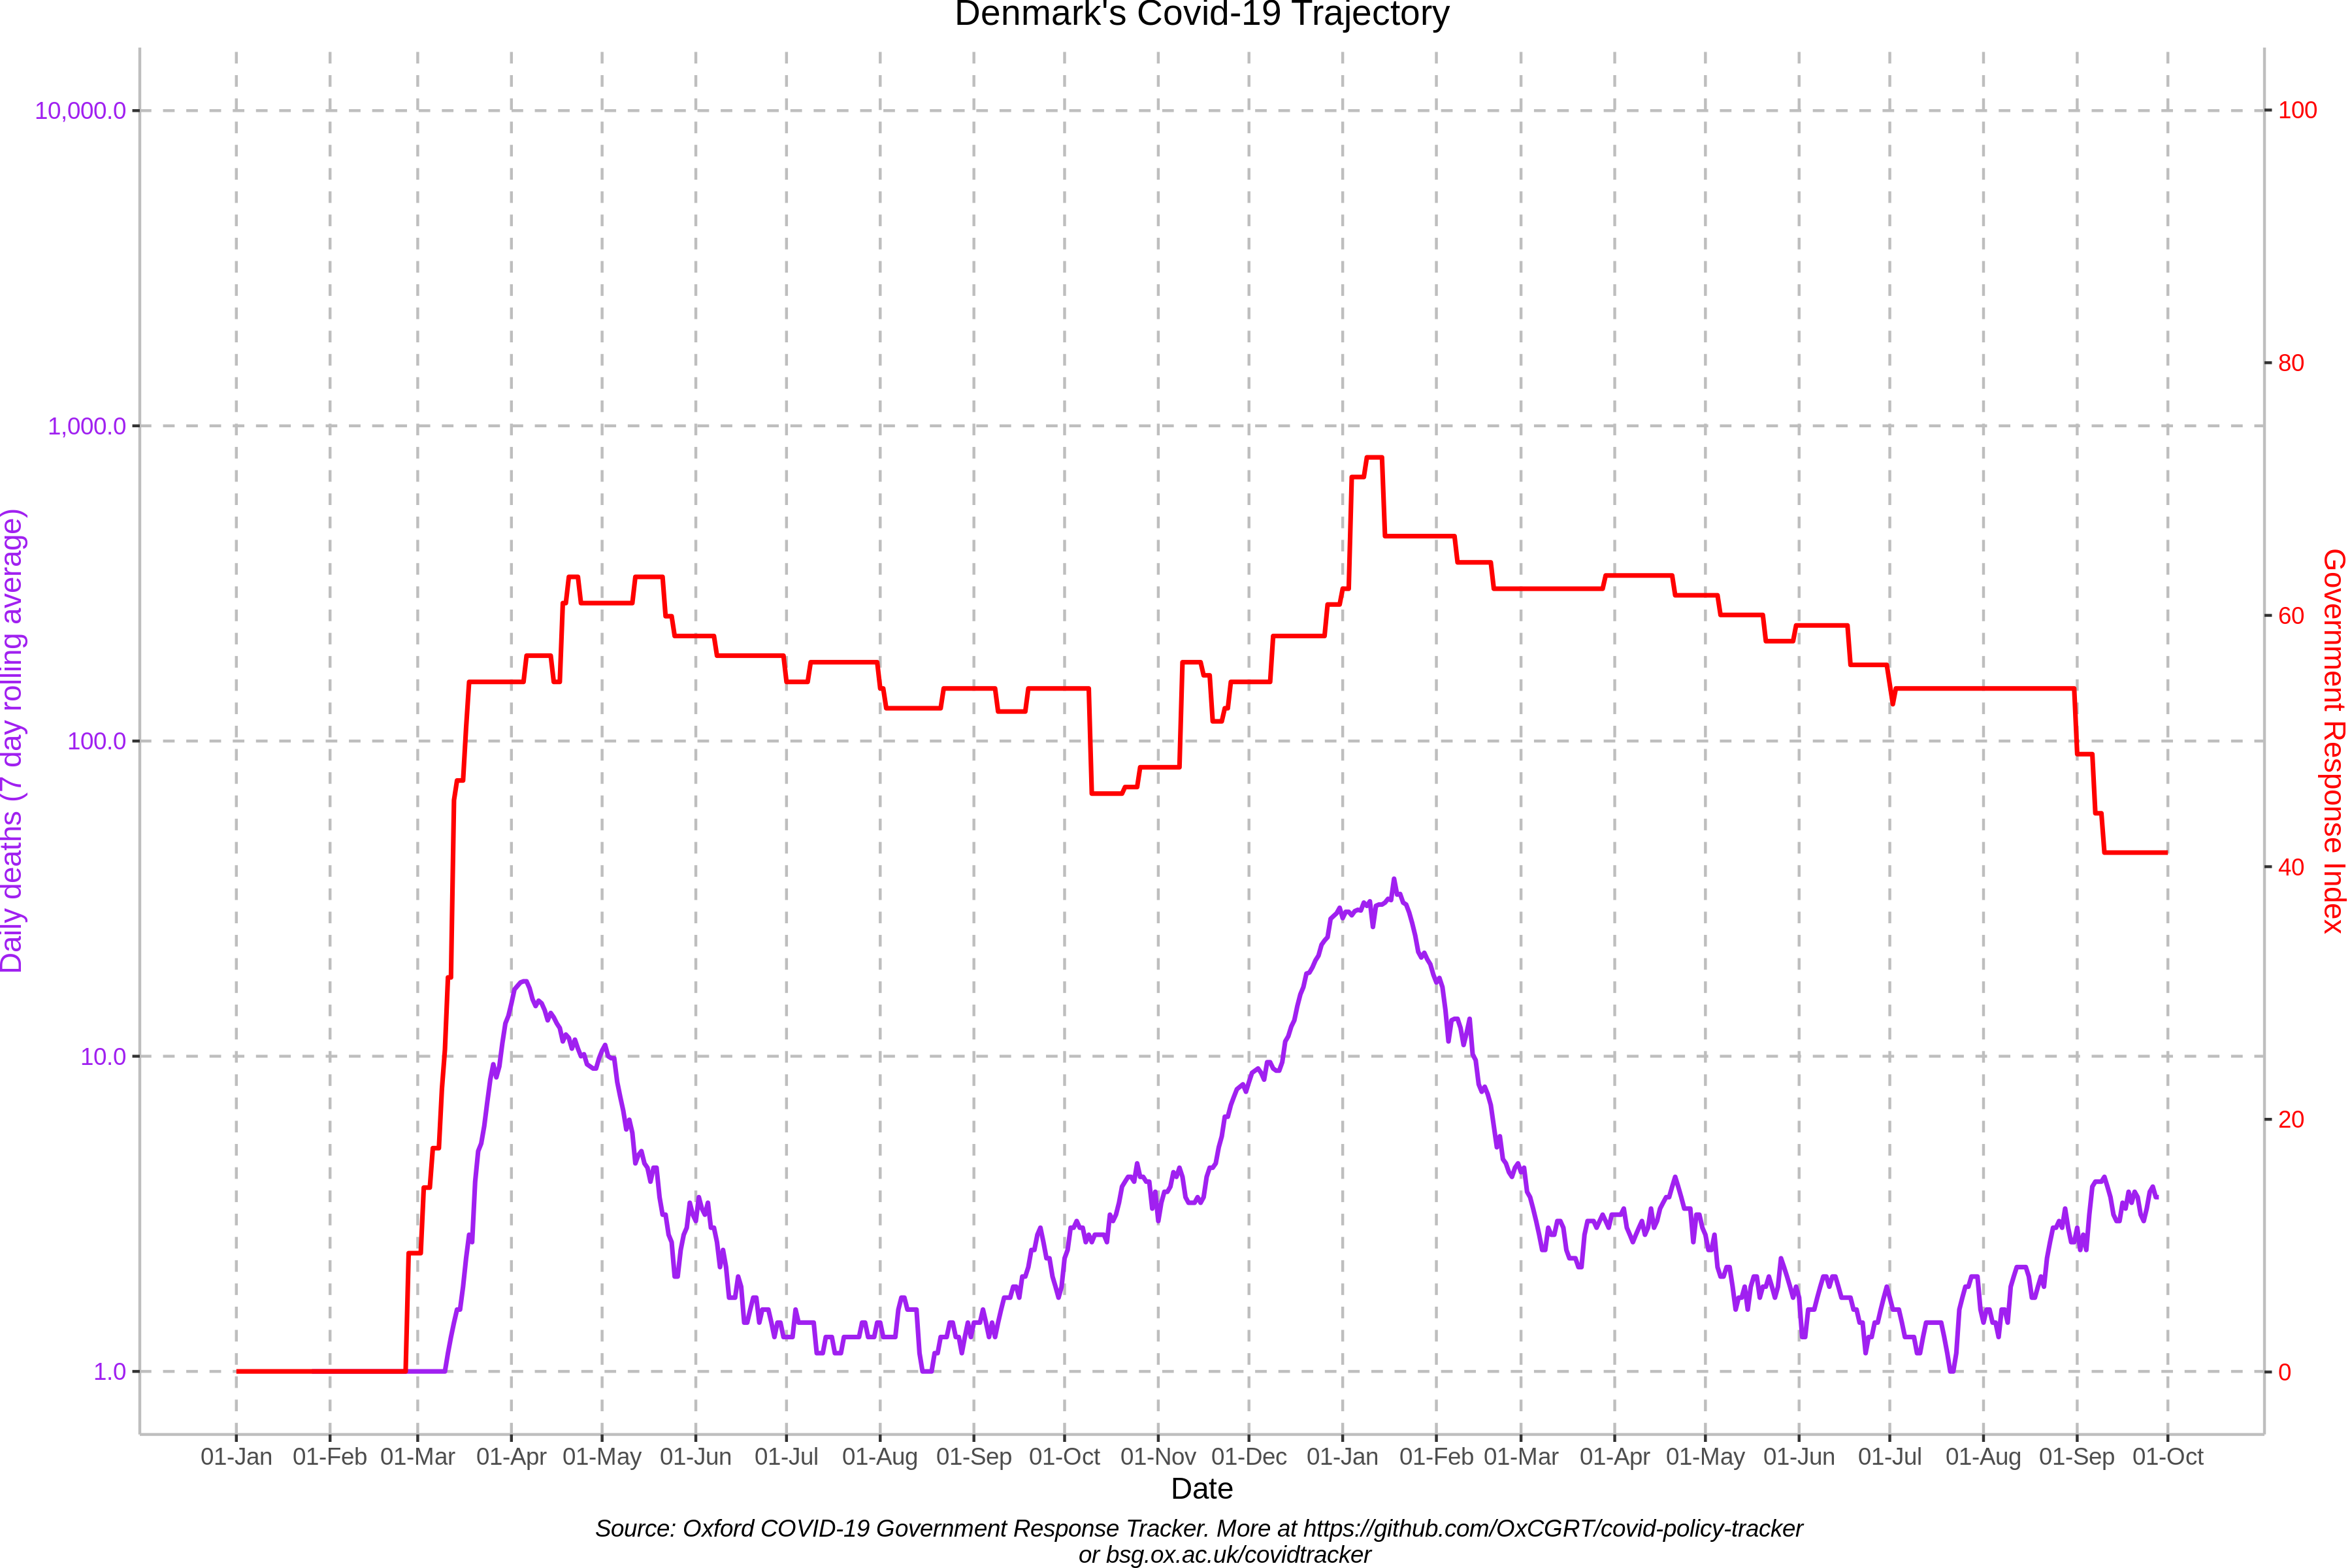 Denmark's Covid-19 Trajectory
10,000.0
1,000.0
100.0
10.0
1.0
Daily deaths (7 day rolling average)
100
80
60
40
20
0
Government Response Index
01-Jan 01-Feb 01-Mar 01-Apr 01-May 01-Jun 01-Jul 01-Aug 01-Sep 01-Oct 01-Nov 01-Dec 01-Jan 01-Feb 01-Mar 01-Apr 01-May 01-Jun 01-Jul 01-Aug 01-Sep 01-Oct
Date
Source: Oxford COVID-19 Government Response Tracker. More at https://github.com/OxCGRT/covid-policy-tracker
or bsg.ox.ac.uk/covidtracker